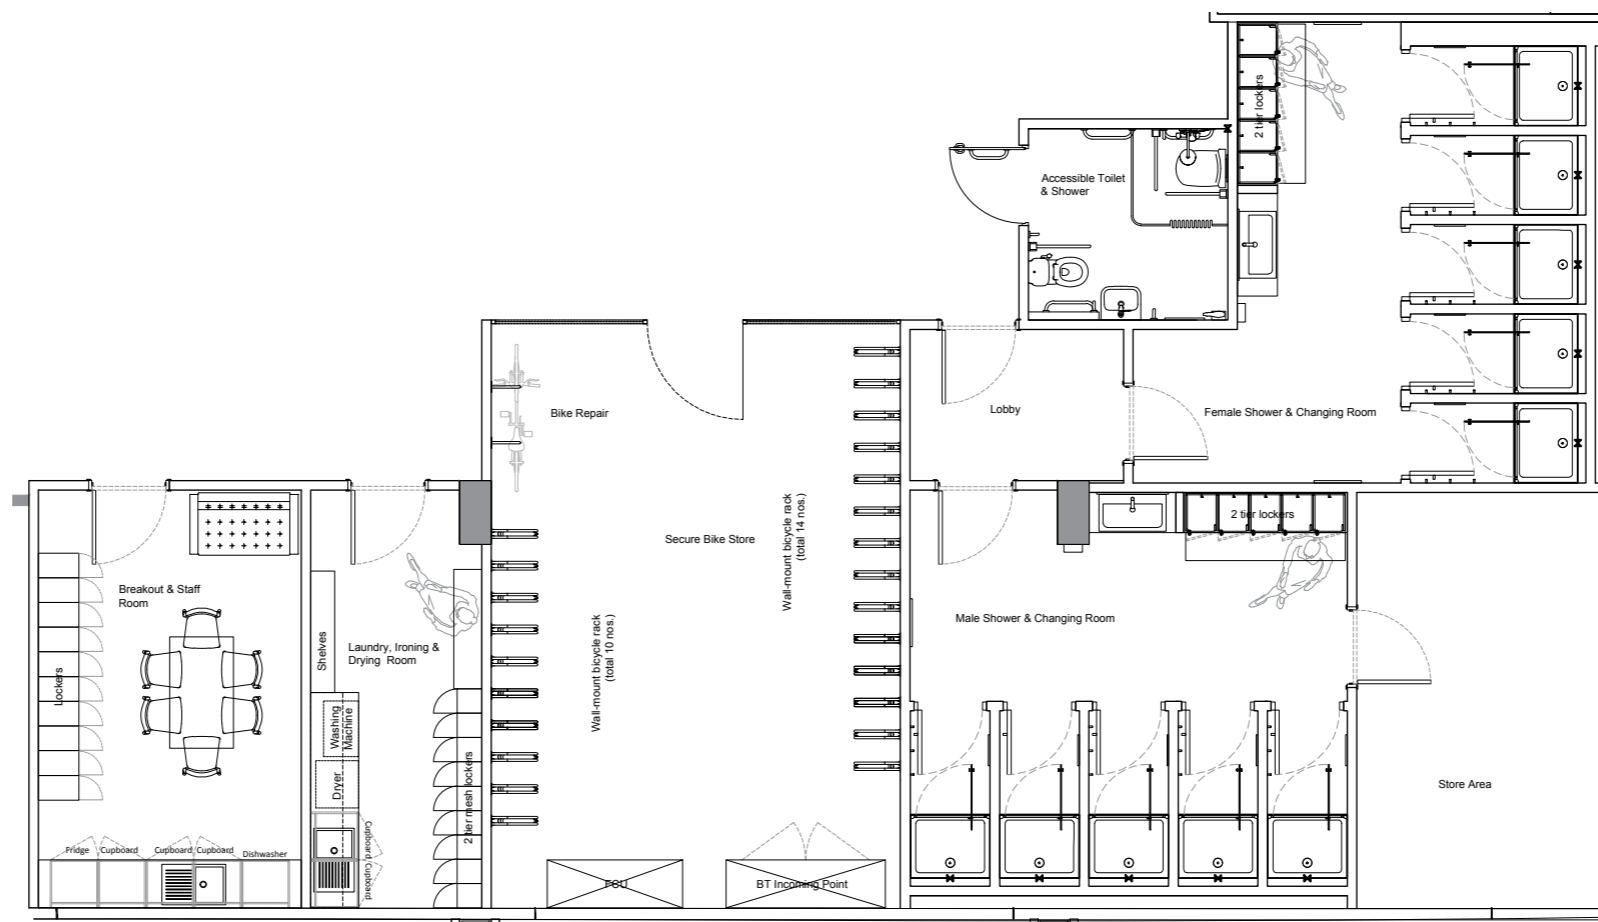 2 tier lockers
Accessible Toilet
& Shower
Bike Repair
Lobby
Female Shower & Changing Room
Wall-mount bicycle rack
(total 14 nos.)
Secure Bike Store
2 tier lockers
Breakout & Staff
Room
Lockers
Shelves
Laundry, Ironing &
Drying Room
Wall-mount bicycle rack
(total 10 nos.)
Male Shower & Changing Room
Washing
Machine
Dryer
2 tier mesh lockers
Store Area
Fridge
Cupboard
Cupboard
Cupboard
Dishwasher
Cupboard
Cupboard
FCU
BT Incoming Point